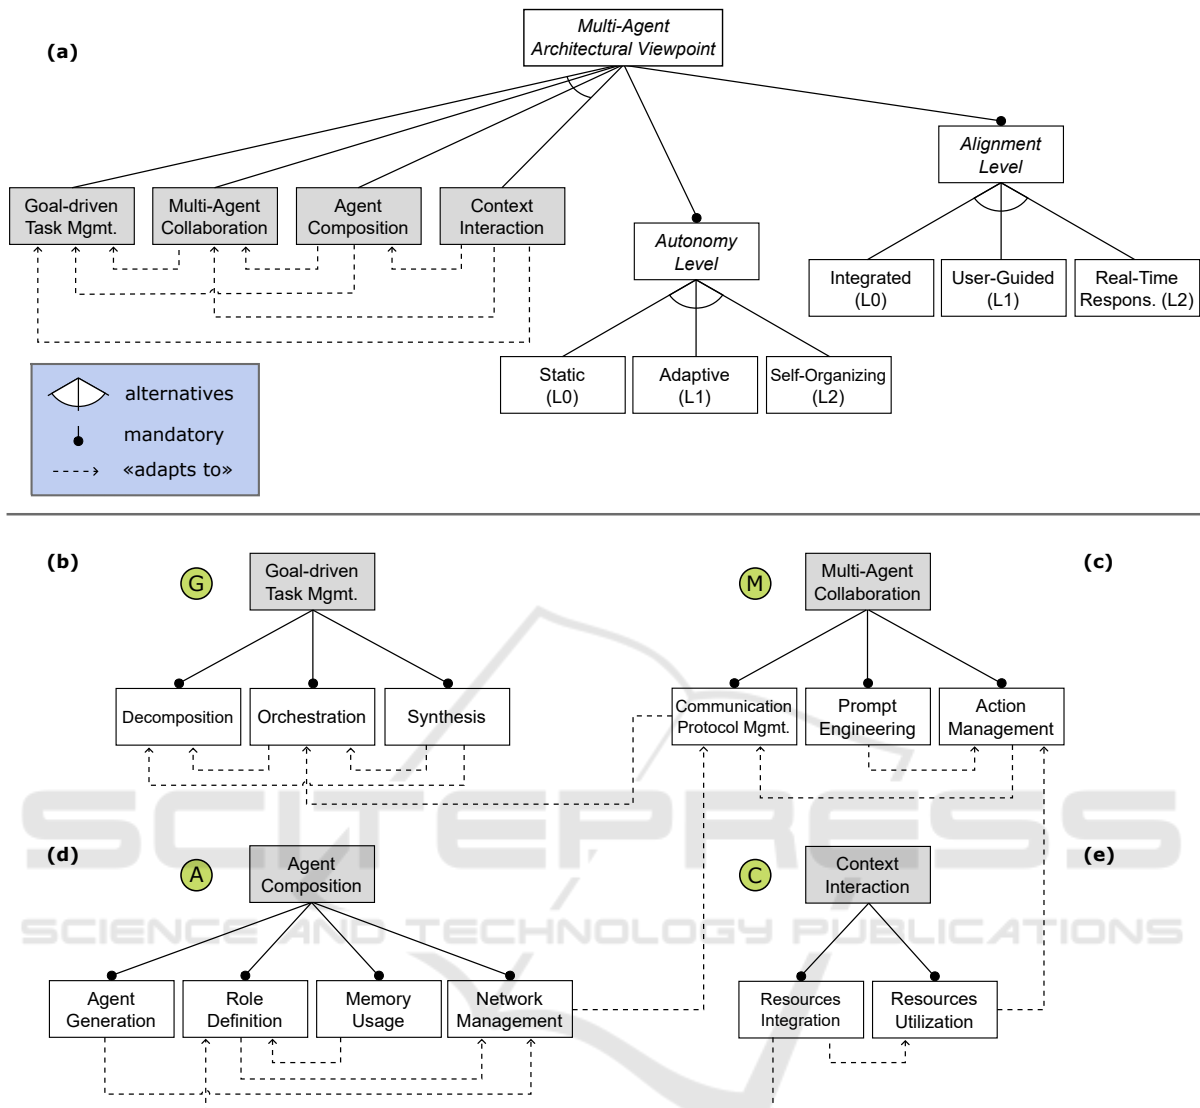 (a)
Multi-Agent
Architectural Viewpoint
Alignment
Level
Goal-driven
Task Mgmt.
Multi-Agent
Collaboration
Agent
Composition
Context
Interaction
Autonomy
Level
Integrated
(L0)
User-Guided
(L1)
Real-Time
Respons. (L2)
Static
(L0)
Adaptive
(L1)
Self-Organizing
(L2)
alternatives
mandatory
«adapts to»
(b)
G
Goal-driven
Task Mgmt.
Decomposition
Orchestration
Synthesis
(c)
M
Multi-Agent
Collaboration
Communication
Protocol Mgmt.
Prompt
Engineering
Action
Management
SCITEPRESS
SCIENCE AND TECHNOLOGY PUBLICATIONS
(d)
A
Agent
Composition
Agent
Generation
Role
Definition
Memory
Usage
Network
Management
(e)
C
Context
Interaction
Resources
Integration
Resources
Utilization